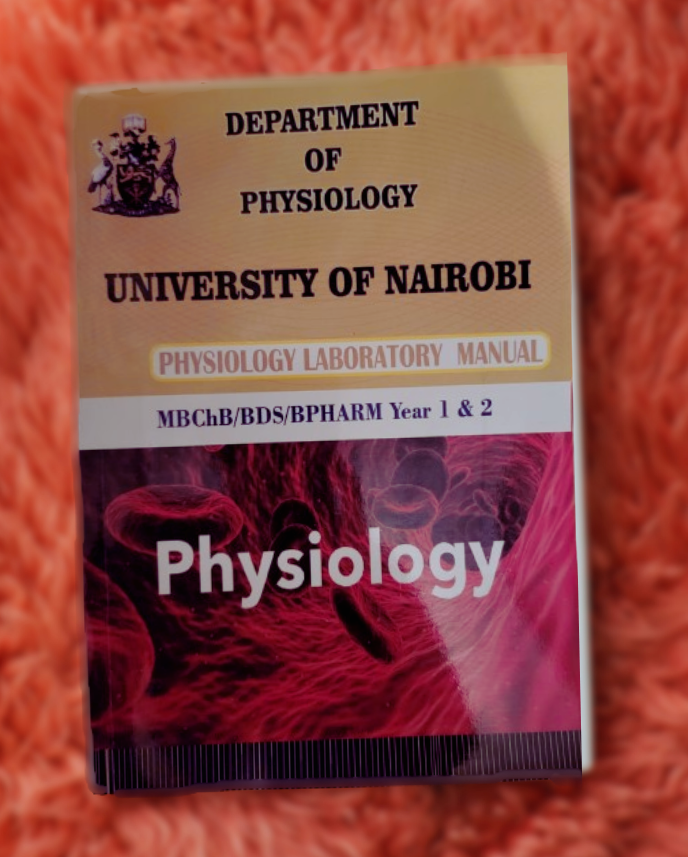 DEPARTMENT
OF
PHYSIOLOGY
UNIVERSITY OF NAIROBI
PHYSIOLOGY LABORATORY MANUAL
MBChB/BDS/BPHARM Year 1 & 2
Physiology